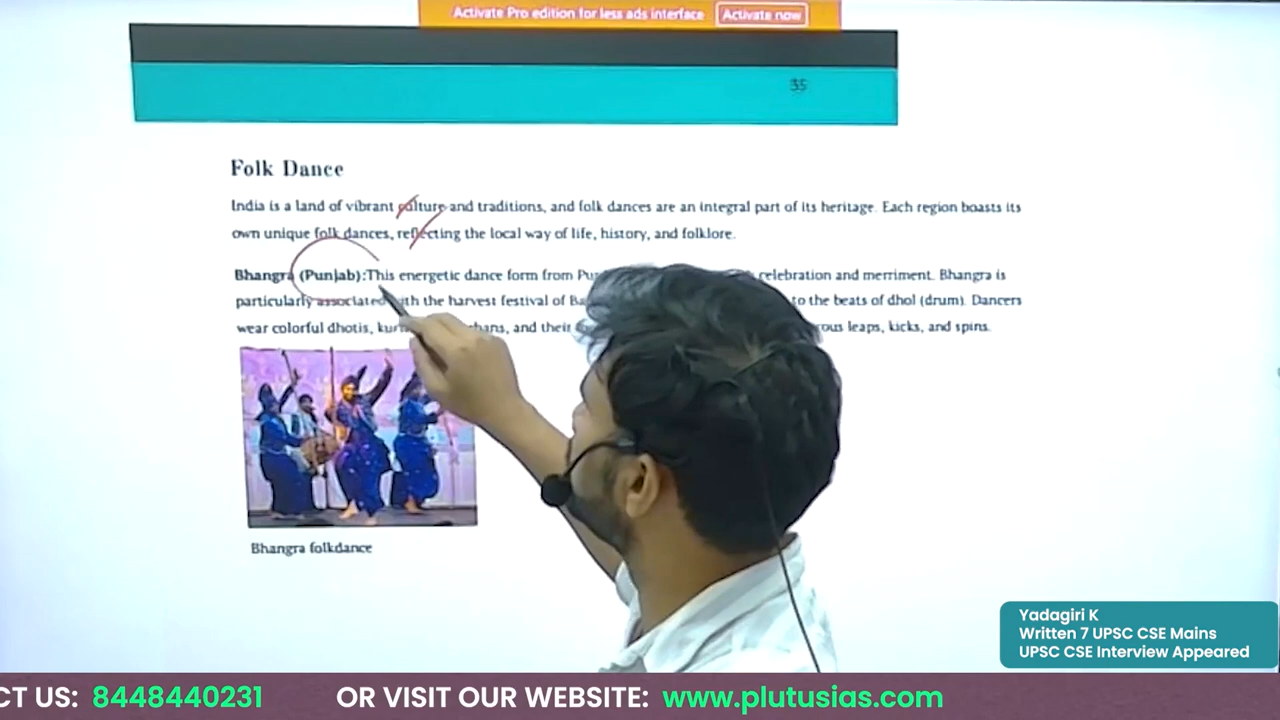 Activate Pro edition for less ads interface Activate now
35
Folk Dance
India is a land of vibrant culture and traditions, and folk dances are an integral part of its heritage. Each region boasts its
own unique folk dances, reflecting the local way of life, history, and folklore.
Bhangra (Punjab):This energetic dance form from celebration and merriment. Bhangra is
particularly associated with the harvest festival of to the beats of dhol (drum). Dancers
wear colorful dhotis, and their leaps, kicks, and spins.
Bhangra folkdance
Yadagiri K
Written 7 UPSC CSE Mains
UPSC CSE Interview Appeared
CT US: 8448440231 OR VISIT OUR WEBSITE: www.plutusias.com